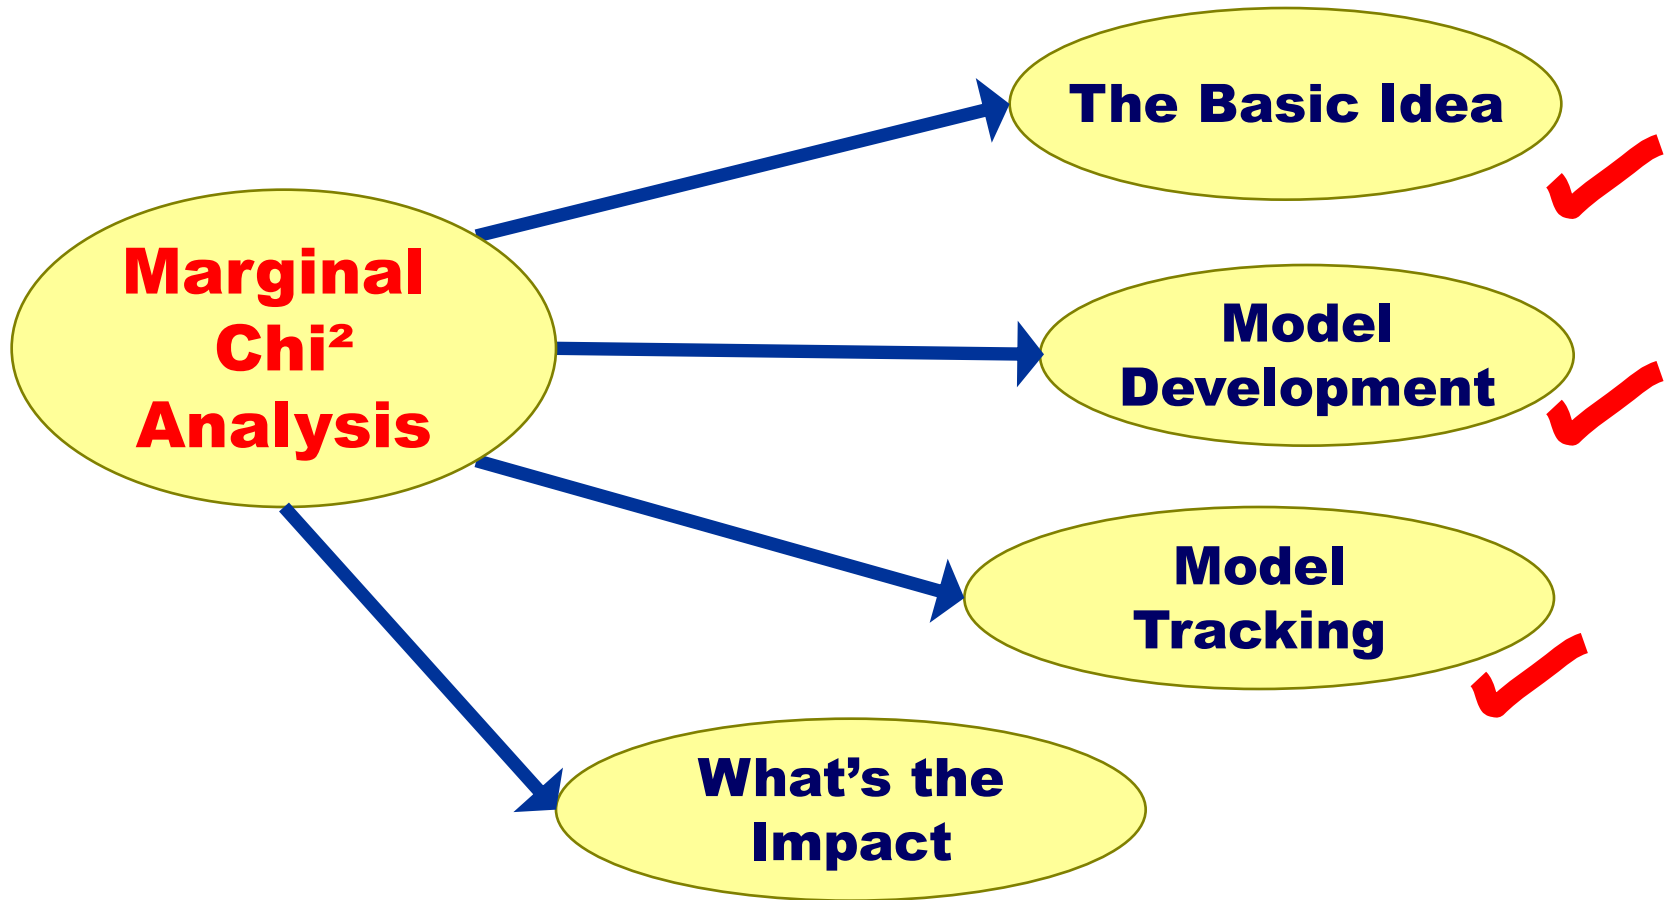 Marginal
Chi²
Analysis
The Basic Idea
Model
Development
Model
Tracking
What’s the
Impact